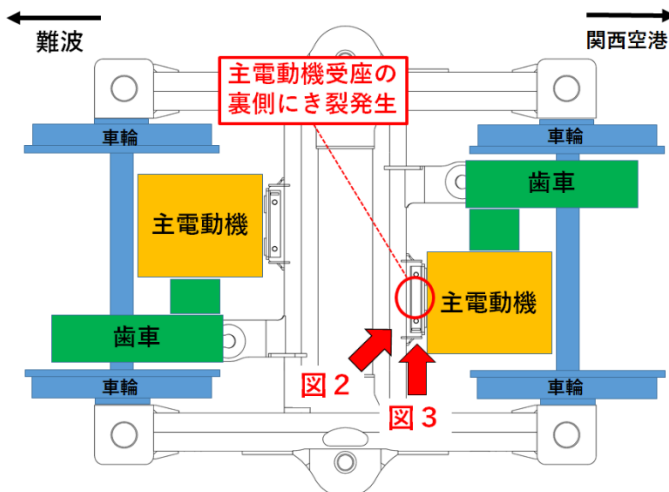 難波
関西空港
主電動機受座の
裏側にき裂発生
車輪
車輪
歯車
主電動機
主電動機
歯車
車輪
車輪
図2
図3